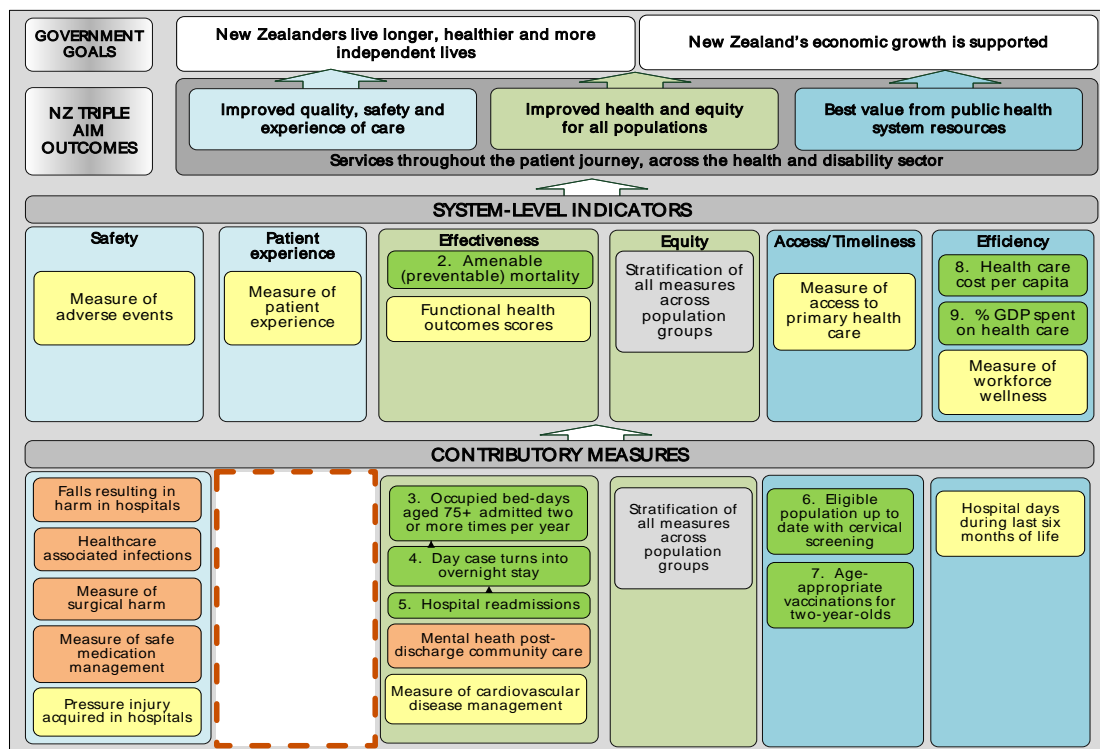 GOVERNMENT
GOALS
New Zealanders live longer, healthier and more
independent lives
New Zealand's economic growth is supported
NZ TRIPLE
AIM
OUTCOMES
Improved quality, safety and
experience of care
Improved health and equity
for all populations
Best value from public health
system resources
Services throughout the patient journey, across the health and disability sector
SYSTEM-LEVEL INDICATORS
Safety
Measure of
adverse events
Patient
experience
Measure of
patient
experience
Effectiveness
2. Amenable
(preventable) mortality
Functional health
outcomes scores
Equity
Stratification of
all measures
across
population
groups
Access/Timeliness
Measure of
access to
primary health
care
Efficiency
8. Health care
cost per capita
9. % GDP spent
on health care
Measure of
workforce
wellness
CONTRIBUTORY MEASURES
Falls resulting in
harm in hospitals
Healthcare
associated infections
Measure of
surgical harm
Measure of safe
medication
management
Pressure injury
acquired in hospitals
3. Occupied bed-days
aged 75+ admitted two
or more times per year
4. Day case turns into
overnight stay
5. Hospital readmissions
Mental heath post-
discharge community care
Measure of cardiovascular
disease management
Stratification of
all measures
across
population
groups
6. Eligible
population up to
date with cervical
screening
7. Age-
appropriate
vaccinations for
two-year-olds
Hospital days
during last six
months of life